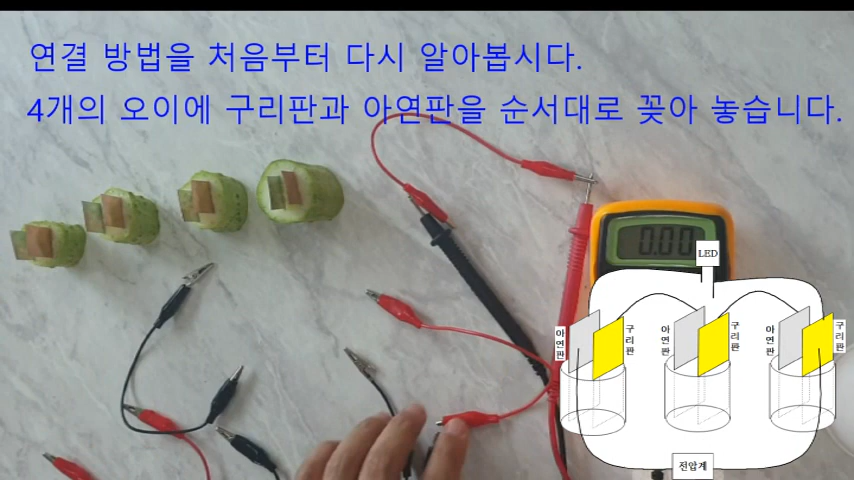 연결 방법을 처음부터 다시 알아봅시다.
4개의 오이에 구리판과 아연판을 순서대로 꽂아 놓습니다.
0.00
LED
아연판
구리판
아연판
구리판
아연판
구리판
전압계